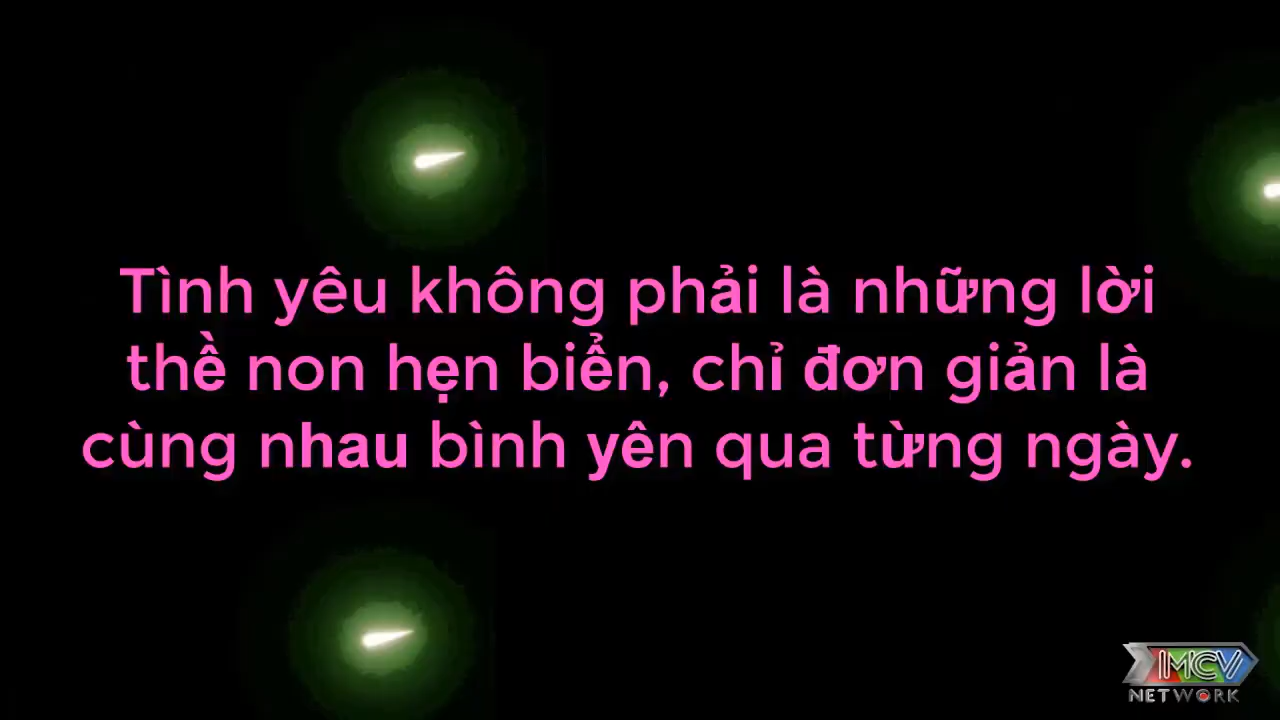 Tình yêu không phải là những lời
thề non hẹn biển, chỉ đơn giản là
cùng nhau bình yên qua từng ngày.
MCV
NETWORK